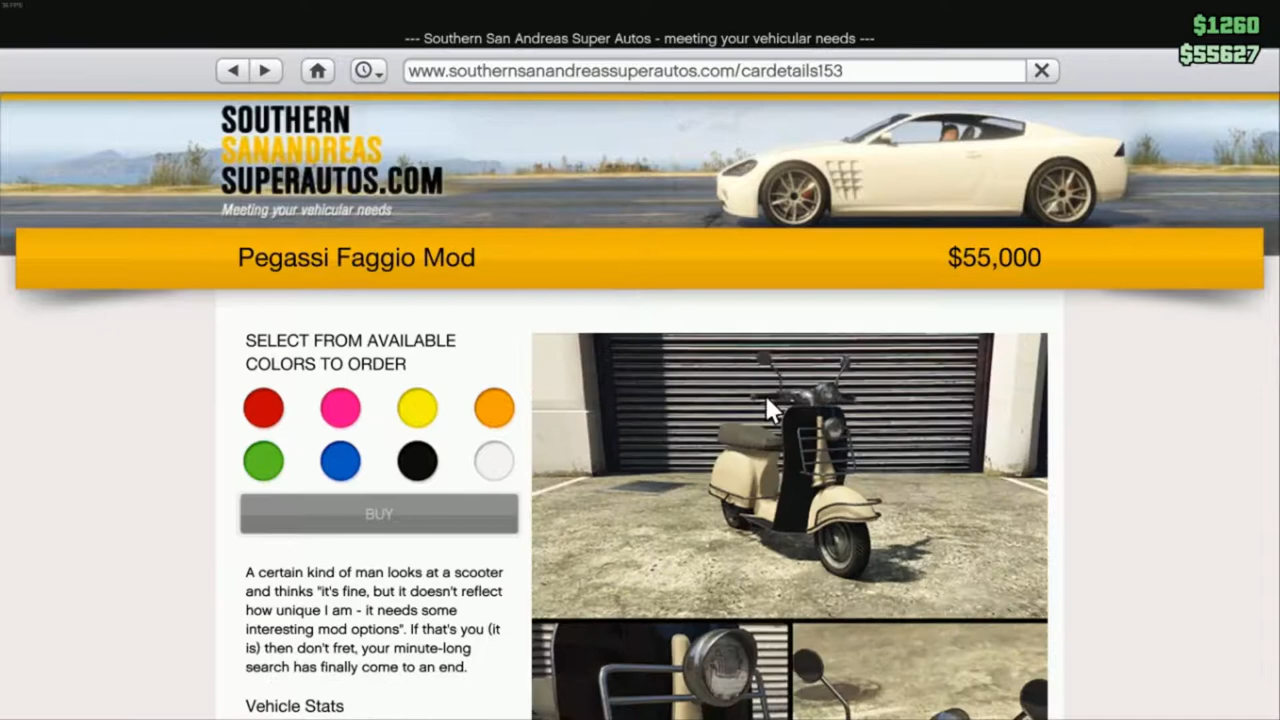 --- Southern San Andreas Super Autos - meeting your vehicular needs ---
$1260
$55627
www.southernsanandreassuperautos.com/cardetails153
SOUTHERN
SANANDREAS
SUPERAUTOS.COM
Meeting your vehicular needs
Pegassi Faggio Mod
$55,000
SELECT FROM AVAILABLE
COLORS TO ORDER
BUY
A certain kind of man looks at a scooter
and thinks "it's fine, but it doesn't reflect
how unique I am - it needs some
interesting mod options". If that's you (it
is) then don't fret, your minute-long
search has finally come to an end.
Vehicle Stats